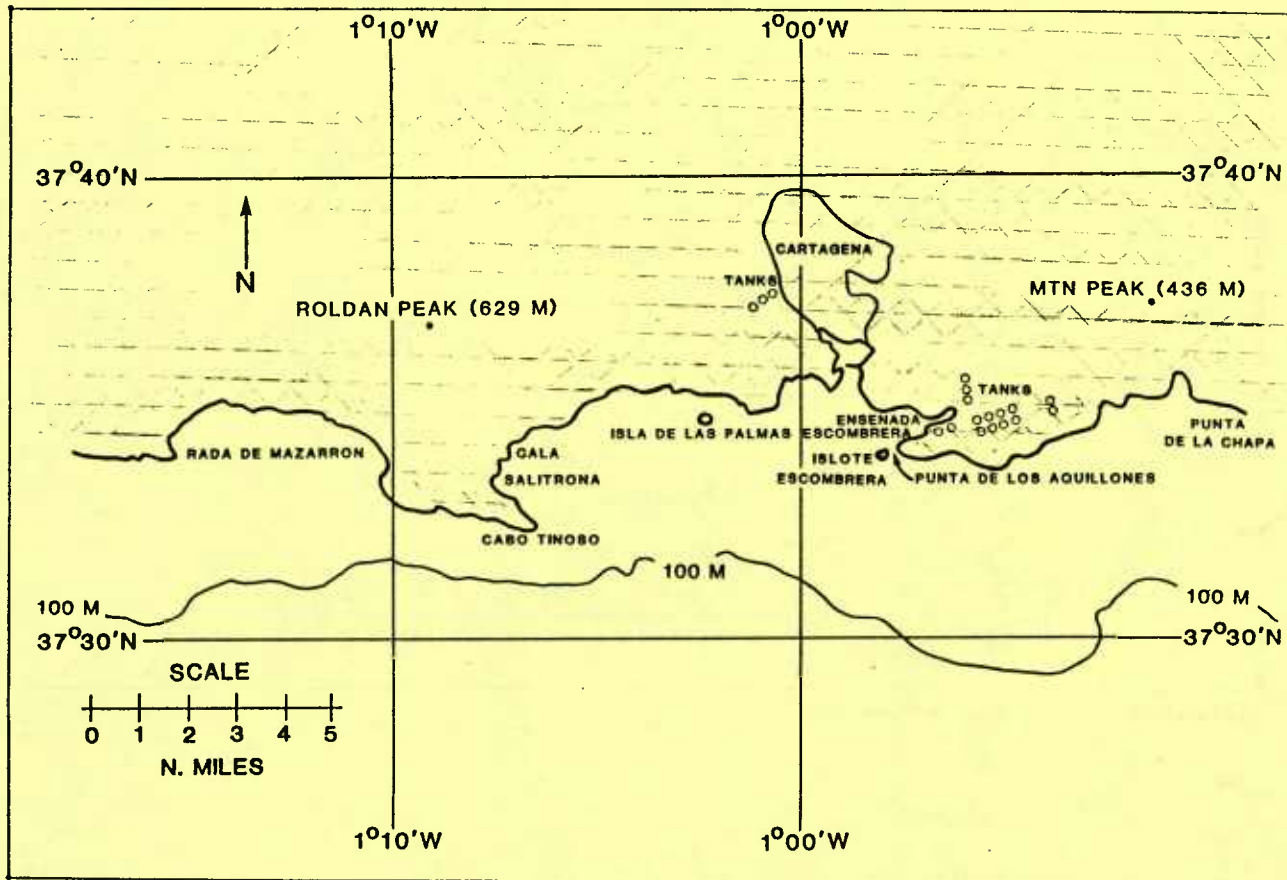 1°10'W
1°00'W
37°40'N
37°40'N
N
CARTAGENA
TANKS
ROLDAN PEAK (629 M)
MTN PEAK (436 M)
TANKS
ENSENADA
ISLA DE LAS PALMAS ESCOMBRERA
PUNTA
DE LA CHAPA
RADA DE MAZARRON
CALA
SALITRONA
ISLOTE
ESCOMBRERA
PUNTA DE LOS AQUILLONES
CABO TINOSO
100 M
100 M
100 M
37°30'N
37°30'N
SCALE
0 1 2 3 4 5
N. MILES
1°10'W
1°00'W